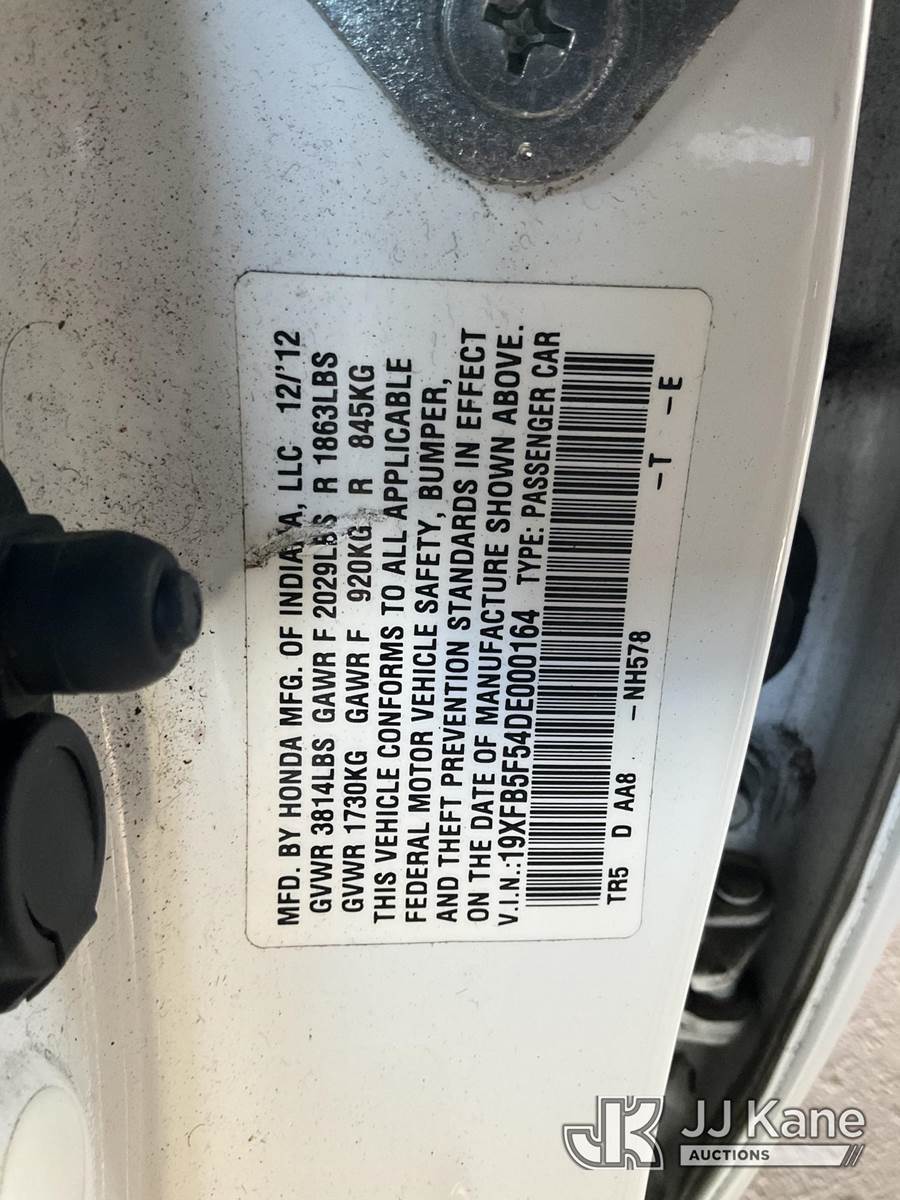 MFD. BY HONDA MFG. OF INDIANA, LLC 12/'12
GVWR 3814LBS GAWR F 2029LBS R 1863LBS
GVWR 1730KG GAWR F 920KG R 845KG
THIS VEHICLE CONFORMS TO ALL APPLICABLE
FEDERAL MOTOR VEHICLE SAFETY, BUMPER,
AND THEFT PREVENTION STANDARDS IN EFFECT
ON THE DATE OF MANUFACTURE SHOWN ABOVE.
V.I.N.:19XFB5F54DE000164 TYPE: PASSENGER CAR
TR5 D AA8 -NH578 -T -E
JK JJ Kane
AUCTIONS